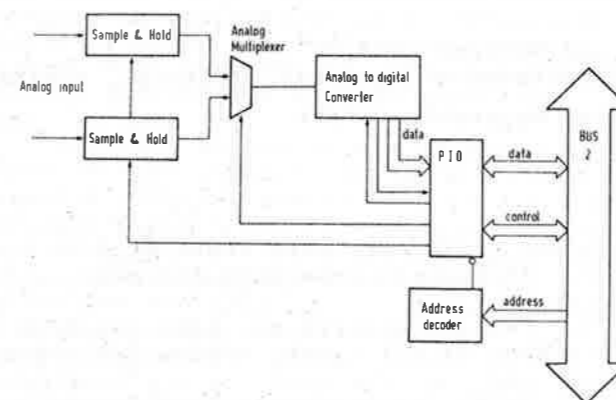 Sample & Hold
Analog
Multiplexer
Analog to digital
Converter
Analog input
Sample & Hold
data
PIO
data
BUS
control
Address
decoder
address